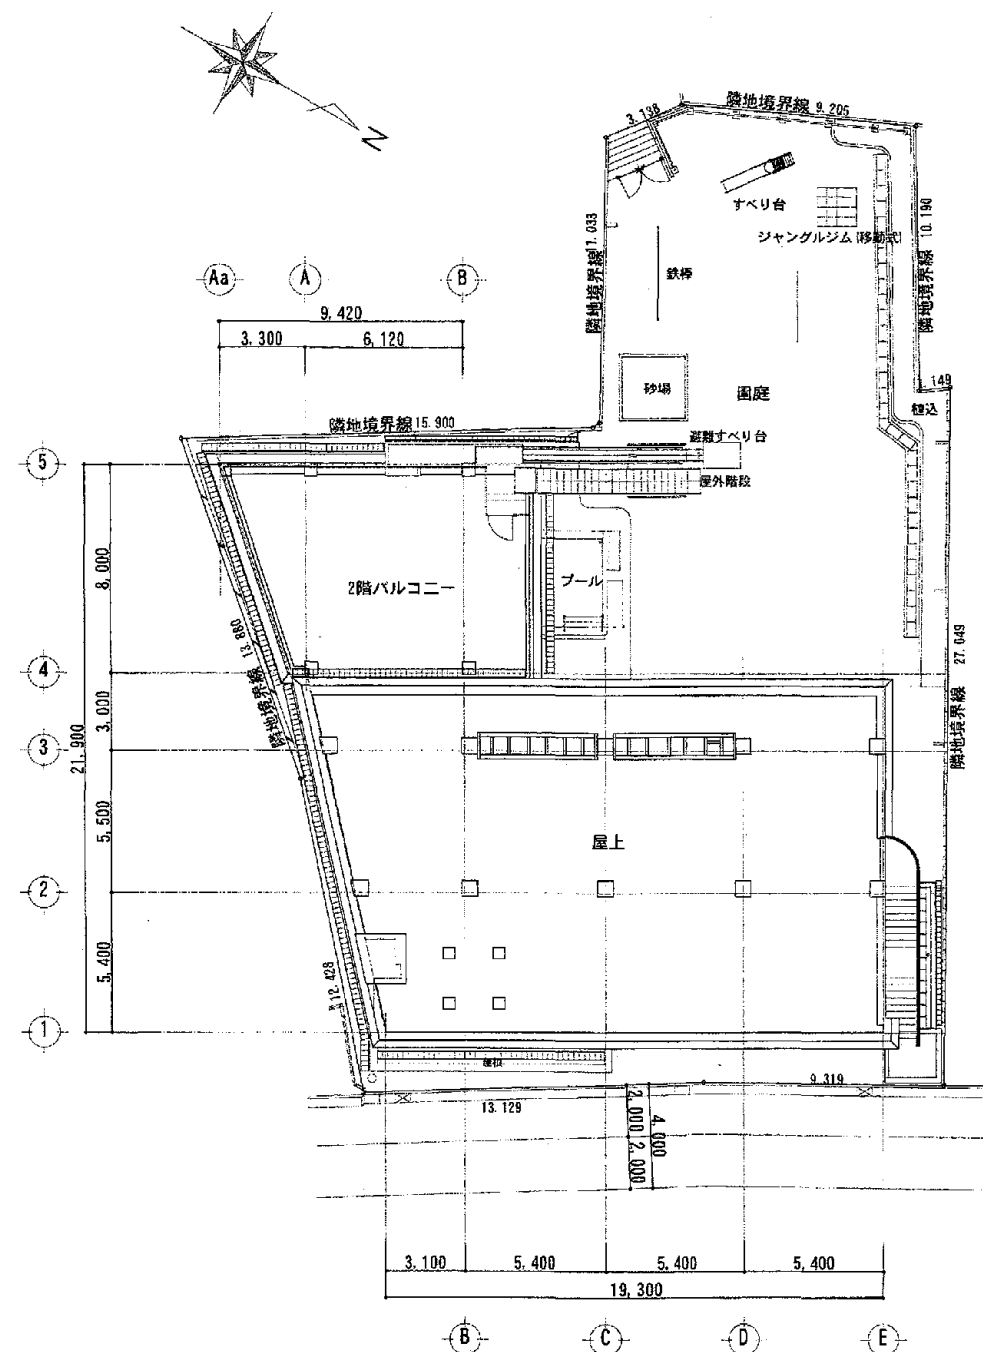 N
隣地境界線 9.205
3.138
すべり台
ジャングルジム(移動式)
隣地境界線 17.033
隣地境界線 10.190
鉄棒
Aa
A
B
9,420
3,300
6,120
砂場
園庭
植込
隣地境界線 15.900
避難すべり台
屋外階段
5
8,000
2階バルコニー
プール
13.880
隣地境界線
27.049
隣地境界線
4
3,000
21,900
3
5,500
屋上
2
5,400
12.428
1
9.319
13.129
2,000
2,000
4,000
3,100
5,400
5,400
5,400
19,300
B
C
D
E